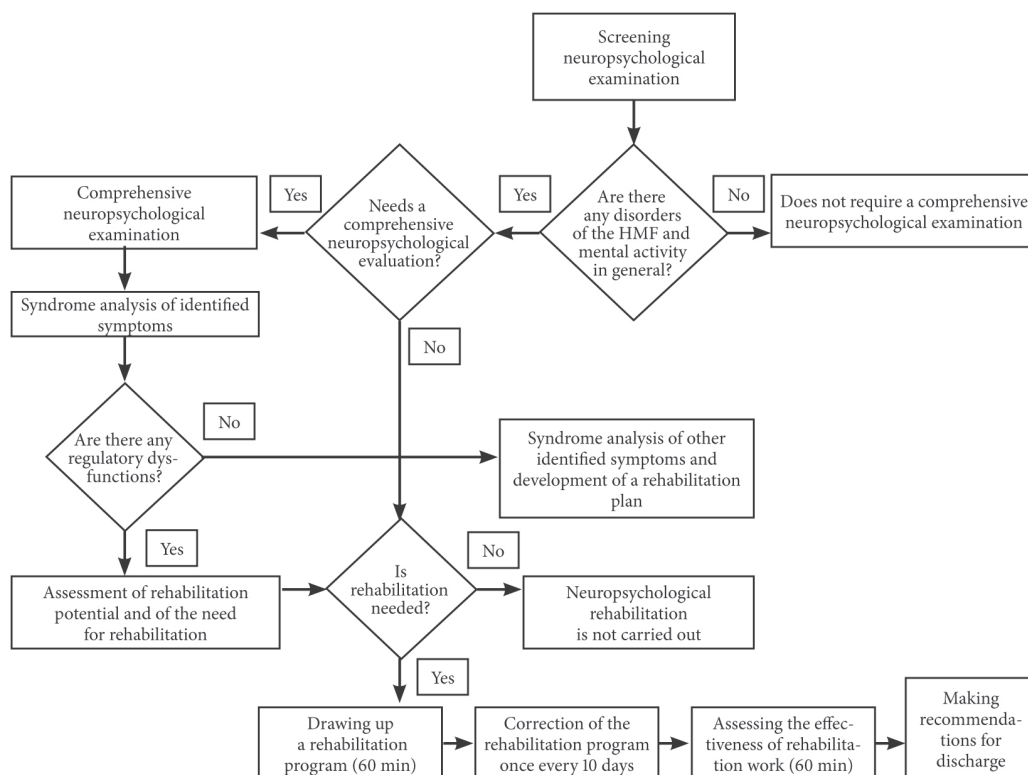 Screening
neuropsychological
examination
Comprehensive
neuropsychological
examination
Yes
Needs a
comprehensive
neuropsychological
evaluation?
Yes
Are there
any disorders
of the HMF and
mental activity
in general?
No
Does not require a comprehensive
neuropsychological examination
Syndrome analysis of identified
symptoms
No
Are there any
regulatory dys-
functions?
No
Syndrome analysis of other
identified symptoms and
development of a rehabilitation
plan
Yes
Assessment of rehabilitation
potential and of the need
for rehabilitation
Is
rehabilitation
needed?
No
Neuropsychological
rehabilitation
is not carried out
Yes
Drawing up
a rehabilitation
program (60 min)
Correction of the
rehabilitation program
once every 10 days
Assessing the effec-
tiveness of rehabilita-
tion work (60 min)
Making
recommenda-
tions for
discharge